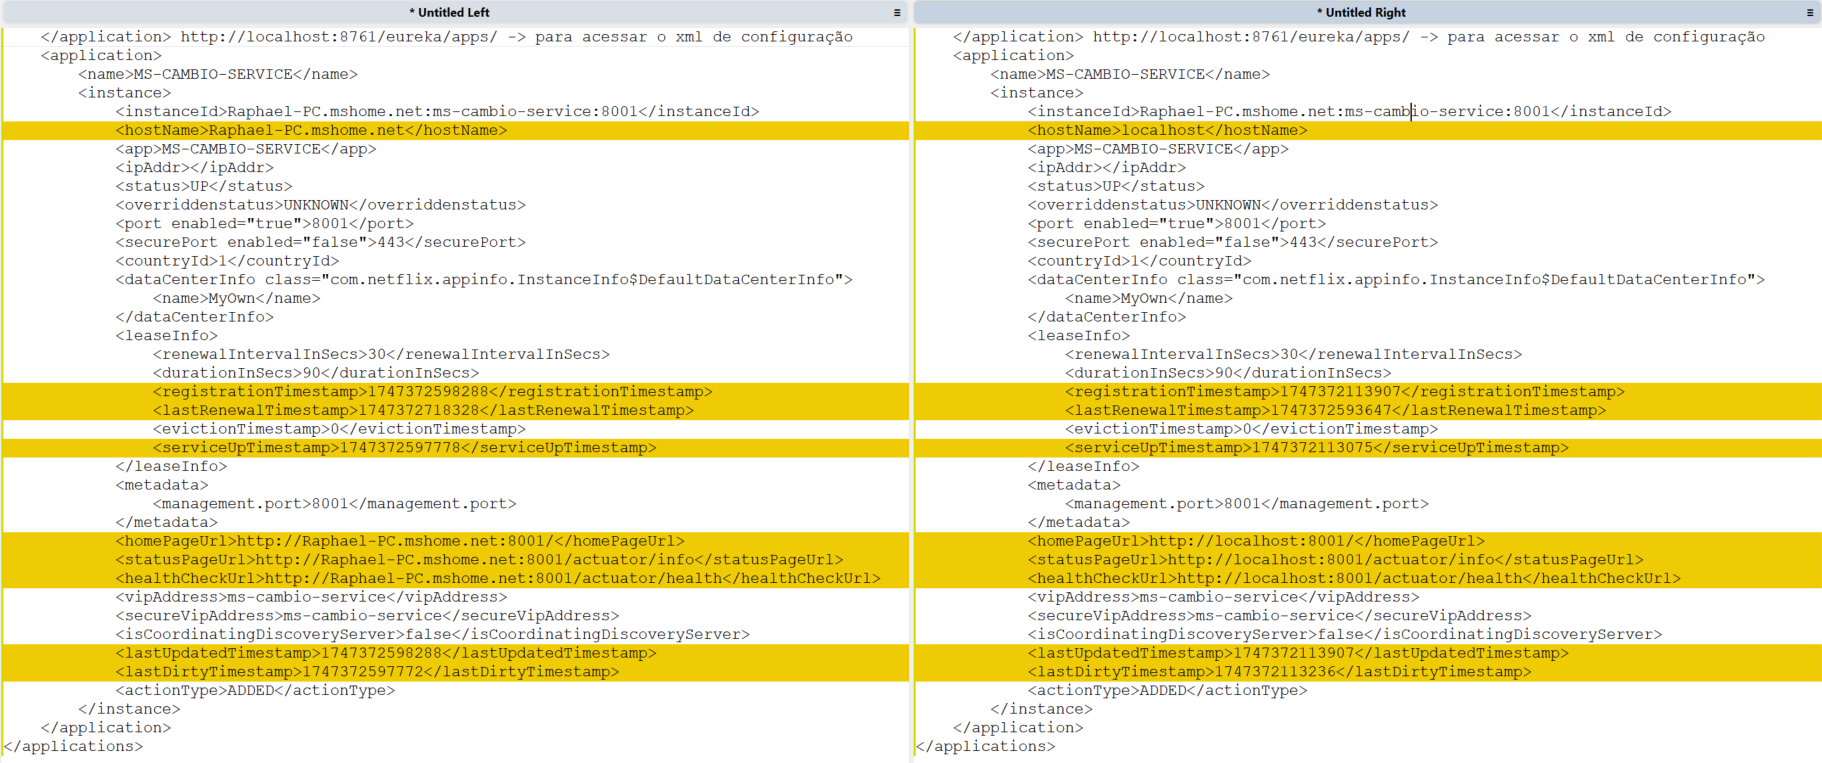 * Untitled Left
</application> http://localhost:8761/eureka/apps/ -> para acessar o xml de configuração
<application>
<name>MS-CAMBIO-SERVICE</name>
<instance>
<instanceId>Raphael-PC.mshome.net:ms-cambio-service:8001</instanceId>
<hostName>Raphael-PC.mshome.net</hostName>
<app>MS-CAMBIO-SERVICE</app>
<ipAddr></ipAddr>
<status>UP</status>
<overriddenstatus>UNKNOWN</overriddenstatus>
<port enabled="true">8001</port>
<securePort enabled="false">443</securePort>
<countryId>1</countryId>
<dataCenterInfo class="com.netflix.appinfo.InstanceInfo$DefaultDataCenterInfo">
<name>MyOwn</name>
</dataCenterInfo>
<leaseInfo>
<renewalIntervalInSecs>30</renewalIntervalInSecs>
<durationInSecs>90</durationInSecs>
<registrationTimestamp>1747372598288</registrationTimestamp>
<lastRenewalTimestamp>1747372718328</lastRenewalTimestamp>
<evictionTimestamp>0</evictionTimestamp>
<serviceUpTimestamp>1747372597778</serviceUpTimestamp>
</leaseInfo>
<metadata>
<management.port>8001</management.port>
</metadata>
<homePageUrl>http://Raphael-PC.mshome.net:8001/</homePageUrl>
<statusPageUrl>http://Raphael-PC.mshome.net:8001/actuator/info</statusPageUrl>
<healthCheckUrl>http://Raphael-PC.mshome.net:8001/actuator/health</healthCheckUrl>
<vipAddress>ms-cambio-service</vipAddress>
<secureVipAddress>ms-cambio-service</secureVipAddress>
<isCoordinatingDiscoveryServer>false</isCoordinatingDiscoveryServer>
<lastUpdatedTimestamp>1747372598288</lastUpdatedTimestamp>
<lastDirtyTimestamp>1747372597772</lastDirtyTimestamp>
<actionType>ADDED</actionType>
</instance>
</application>
</applications>
* Untitled Right
</application> http://localhost:8761/eureka/apps/ -> para acessar o xml de configuração
<application>
<name>MS-CAMBIO-SERVICE</name>
<instance>
<instanceId>Raphael-PC.mshome.net:ms-cambio-service:8001</instanceId>
<hostName>localhost</hostName>
<app>MS-CAMBIO-SERVICE</app>
<ipAddr></ipAddr>
<status>UP</status>
<overriddenstatus>UNKNOWN</overriddenstatus>
<port enabled="true">8001</port>
<securePort enabled="false">443</securePort>
<countryId>1</countryId>
<dataCenterInfo class="com.netflix.appinfo.InstanceInfo$DefaultDataCenterInfo">
<name>MyOwn</name>
</dataCenterInfo>
<leaseInfo>
<renewalIntervalInSecs>30</renewalIntervalInSecs>
<durationInSecs>90</durationInSecs>
<registrationTimestamp>1747372113907</registrationTimestamp>
<lastRenewalTimestamp>1747372593647</lastRenewalTimestamp>
<evictionTimestamp>0</evictionTimestamp>
<serviceUpTimestamp>1747372113075</serviceUpTimestamp>
</leaseInfo>
<metadata>
<management.port>8001</management.port>
</metadata>
<homePageUrl>http://localhost:8001/</homePageUrl>
<statusPageUrl>http://localhost:8001/actuator/info</statusPageUrl>
<healthCheckUrl>http://localhost:8001/actuator/health</healthCheckUrl>
<vipAddress>ms-cambio-service</vipAddress>
<secureVipAddress>ms-cambio-service</secureVipAddress>
<isCoordinatingDiscoveryServer>false</isCoordinatingDiscoveryServer>
<lastUpdatedTimestamp>1747372113907</lastUpdatedTimestamp>
<lastDirtyTimestamp>1747372113236</lastDirtyTimestamp>
<actionType>ADDED</actionType>
</instance>
</application>
</applications>